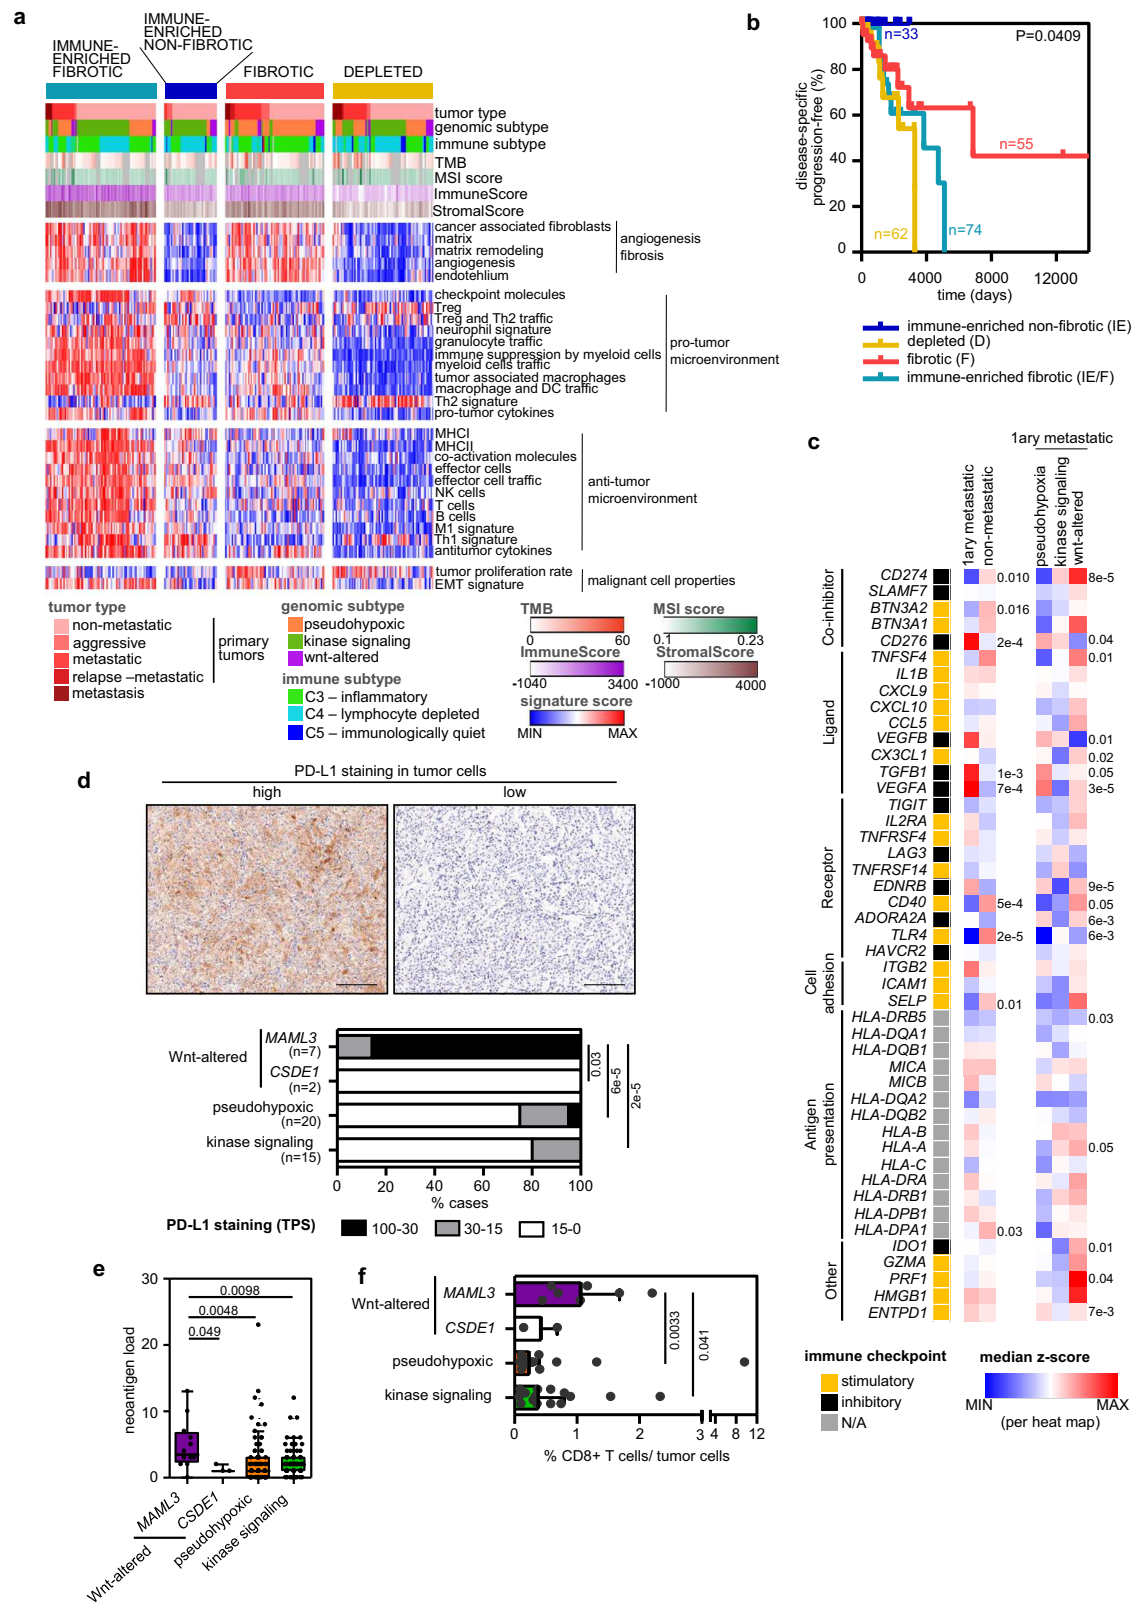 a
IMMUNE-
ENRICHED
FIBROTIC
IMMUNE-
ENRICHED
NON-FIBROTIC
FIBROTIC
DEPLETED
tumor type
genomic subtype
immune subtype
TMB
MSI score
ImmuneScore
StromalScore
cancer associated fibroblasts
matrix
matrix remodeling
angiogenesis
endotehlium
angiogenesis
fibrosis
checkpoint molecules
Treg
Treg and Th2 traffic
neutrophil signature
granulocyte traffic
immune suppression by myeloid cells
myeloid cells traffic
tumor associated macrophages
macrophage and DC traffic
Th2 signature
pro-tumor cytokines
pro-tumor
microenvironment
MHCI
MHCII
co-activation molecules
effector cells
effector cell traffic
NK cells
T cells
B cells
M1 signature
Th1 signature
antitumor cytokines
anti-tumor
microenvironment
tumor proliferation rate
EMT signature
malignant cell properties
tumor type
non-metastatic
aggressive
metastatic
relapse –metastatic
metastasis
primary
tumors
genomic subtype
pseudohypoxic
kinase signaling
wnt-altered
immune subtype
C3 – inflammatory
C4 – lymphocyte depleted
C5 – immunologically quiet
TMB
0 60
MSI score
0.1 0.23
ImmuneScore
-1040 3400
StromalScore
-1000 4000
signature score
MIN MAX
b
disease-specific
progression-free (%)
100
80
60
40
20
0
n=33
P=0.0409
n=55
n=62
n=74
0 4000 8000 12000
time (days)
immune-enriched non-fibrotic (IE)
depleted (D)
fibrotic (F)
immune-enriched fibrotic (IE/F)
c
1ary metastatic
1ary metastatic
non-metastatic
pseudohypoxia
kinase signaling
wnt-altered
Co-inhibitor
CD274 0.010 8e-5
SLAMF7
BTN3A2 0.016
BTN3A1
CD276 2e-4 0.04
Ligand
TNFSF4 0.01
IL1B
CXCL9
CXCL10
CCL5
VEGFB 0.01
CX3CL1 0.02
TGFB1 1e-3 0.05
VEGFA 7e-4 3e-5
Receptor
TIGIT
IL2RA
TNFRSF4
LAG3
TNFRSF14
EDNRB 9e-5
CD40 5e-4 0.05
ADORA2A 6e-3
TLR4 2e-5 6e-3
HAVCR2
Cell
adhesion
ITGB2
ICAM1
SELP 0.01
Antigen
presentation
HLA-DRB5 0.03
HLA-DQA1
HLA-DQB1
MICA
MICB
HLA-DQA2
HLA-DQB2
HLA-B
HLA-A 0.05
HLA-C
HLA-DRA
HLA-DRB1
HLA-DPB1
HLA-DPA1 0.03
Other
IDO1 0.01
GZMA
PRF1 0.04
HMGB1
ENTPD1 7e-3
immune checkpoint
stimulatory
inhibitory
N/A
median z-score
MIN MAX
(per heat map)
d
PD-L1 staining in tumor cells
high low
Wnt-altered
MAML3
(n=7)
CSDE1
(n=2)
pseudohypoxic
(n=20)
kinase signaling
(n=15)
0.03
6e-5
2e-5
0 20 40 60 80 100
% cases
PD-L1 staining (TPS) 100-30 30-15 15-0
e
neoantigen load
30
20
10
0
0.0098
0.0048
0.049
MAML3
CSDE1
pseudohypoxic
kinase signaling
Wnt-altered
f
Wnt-altered
MAML3
CSDE1
pseudohypoxic
kinase signaling
0.0033
0.041
0 1 2 3 4 8 12
% CD8+ T cells/ tumor cells